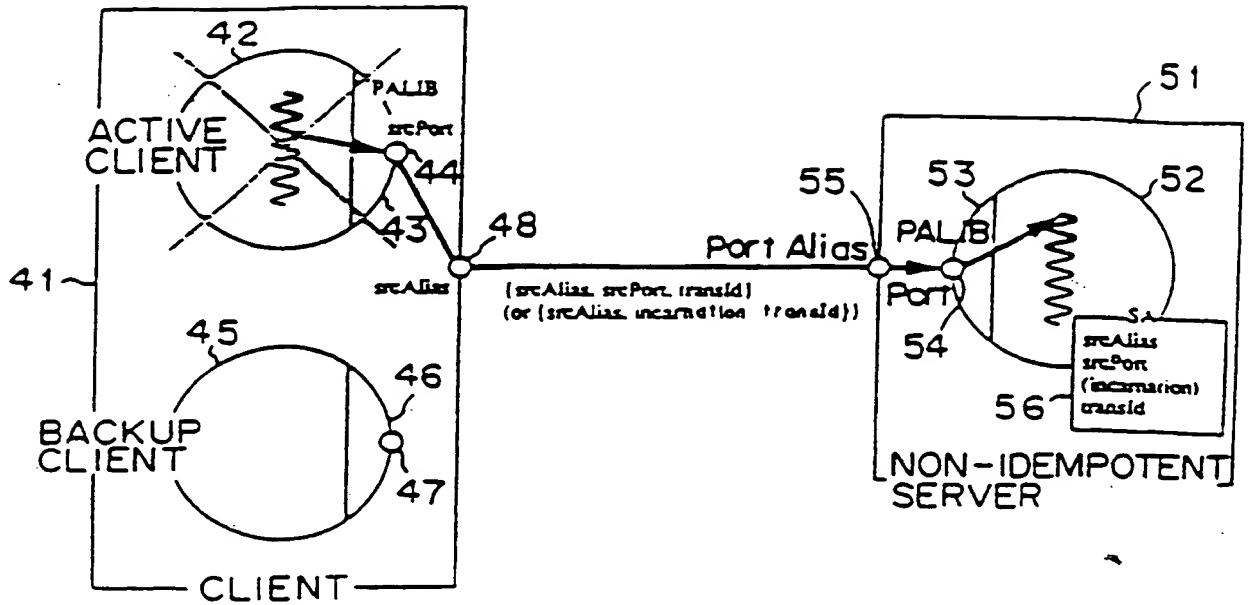 42
PALIB
srcPort
ACTIVE
CLIENT
44
43
48
41
srcAlias
Port Alias
(srcAlias, srcPort, transId)
(or (srcAlias, incarnation transId))
45
46
BACKUP
CLIENT
47
CLIENT
51
55
53
52
PALIB
Port
54
srcAlias
srcPort
(incarnation)
transId
56
NON-IDEMPOTENT
SERVER